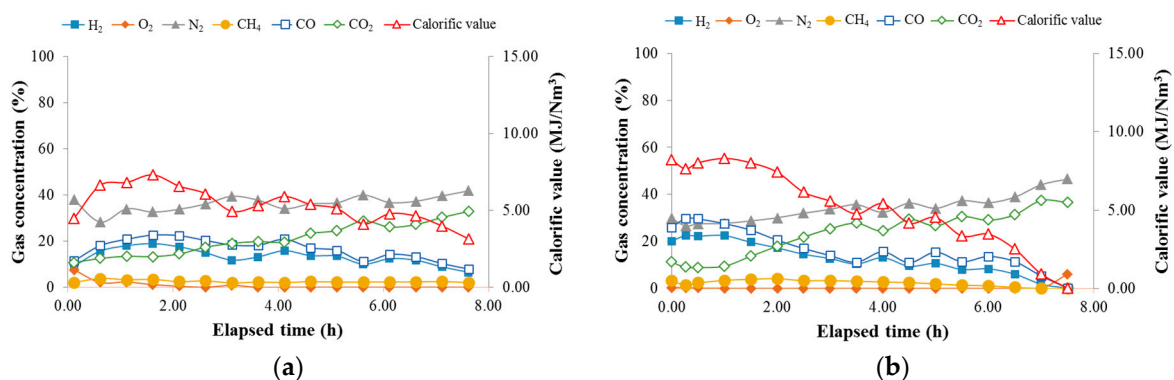 H2 O2 N2 CH4 CO CO2 Calorific value
100
80
60
40
20
0
Gas concentration (%)
15.00
10.00
5.00
0.00
Calorific value (MJ/Nm3)
0.00 2.00 4.00 6.00 8.00
Elapsed time (h)
(a)
H2 O2 N2 CH4 CO CO2 Calorific value
100
80
60
40
20
0
Gas concentration (%)
15.00
10.00
5.00
0.00
Calorific value (MJ/Nm3)
0.00 2.00 4.00 6.00 8.00
Elapsed time (h)
(b)